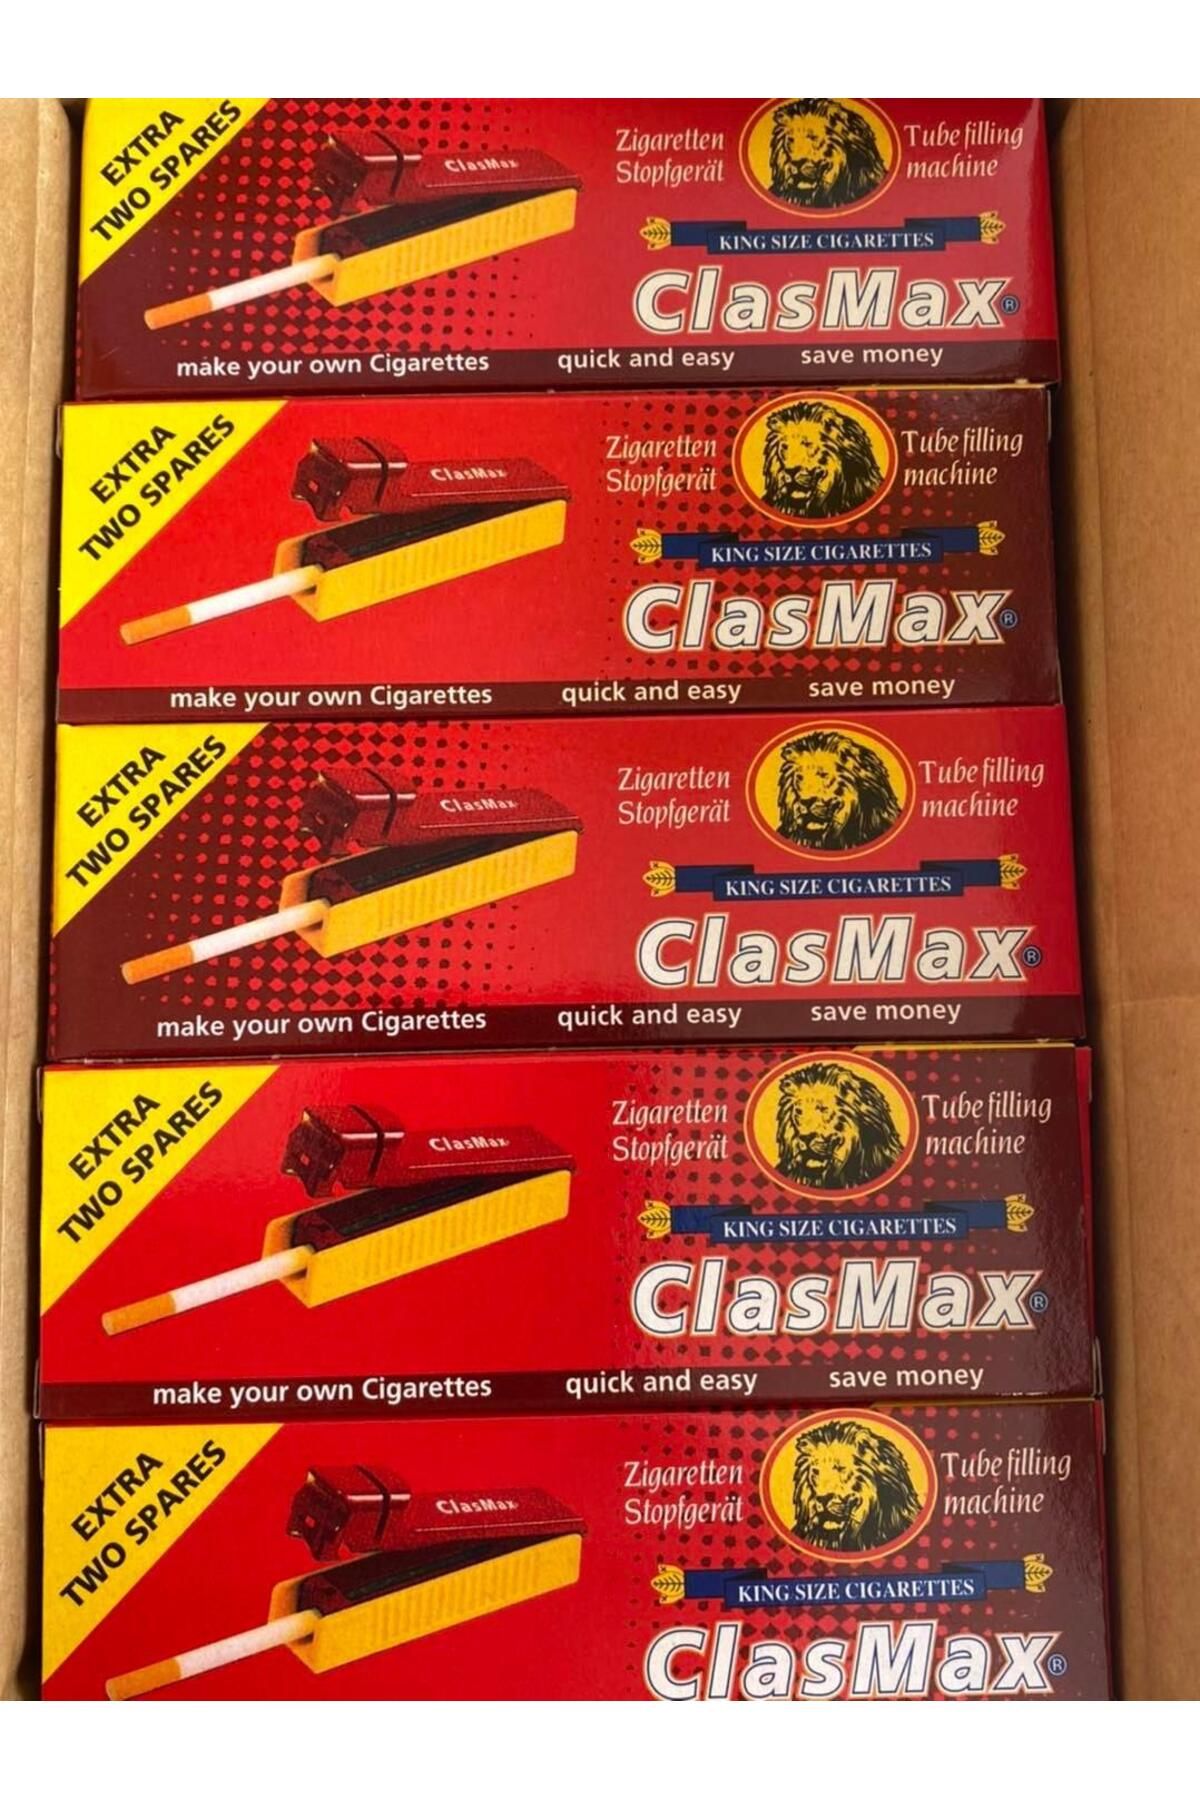 EXTRA
TWO SPARES
ClasMax
Zigaretten
Stopfgerät
Tube filling
machine
KING SIZE CIGARETTES
ClasMax®
make your own Cigarettes quick and easy save money
EXTRA
TWO SPARES
ClasMax
Zigaretten
Stopfgerät
Tube filling
machine
KING SIZE CIGARETTES
ClasMax®
make your own Cigarettes quick and easy save money
EXTRA
TWO SPARES
ClasMax
Zigaretten
Stopfgerät
Tube filling
machine
KING SIZE CIGARETTES
ClasMax®
make your own Cigarettes quick and easy save money
EXTRA
TWO SPARES
ClasMax
Zigaretten
Stopfgerät
Tube filling
machine
KING SIZE CIGARETTES
ClasMax®
make your own Cigarettes quick and easy save money
EXTRA
TWO SPARES
ClasMax
Zigaretten
Stopfgerät
Tube filling
machine
KING SIZE CIGARETTES
ClasMax®